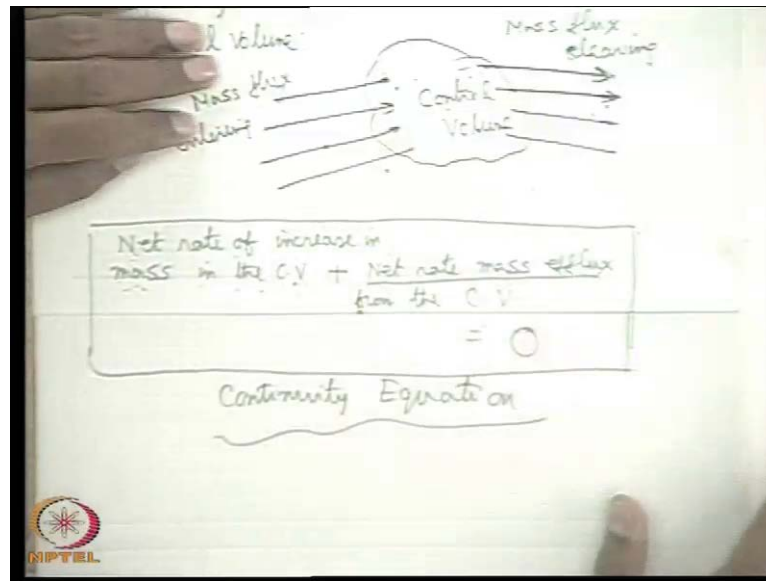 l Volume
Mass flux
entering
Control
Volume
Mass flux
leaving
Net rate of increase in
mass in the C.V + Net rate mass efflux
from the C V
= 0
Continuity Equation
NPTEL